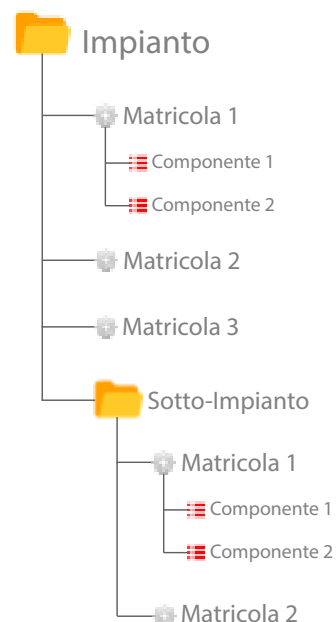 Impianto
Matricola 1
Componente 1
Componente 2
Matricola 2
Matricola 3
Sotto-Impianto
Matricola 1
Componente 1
Componente 2
Matricola 2